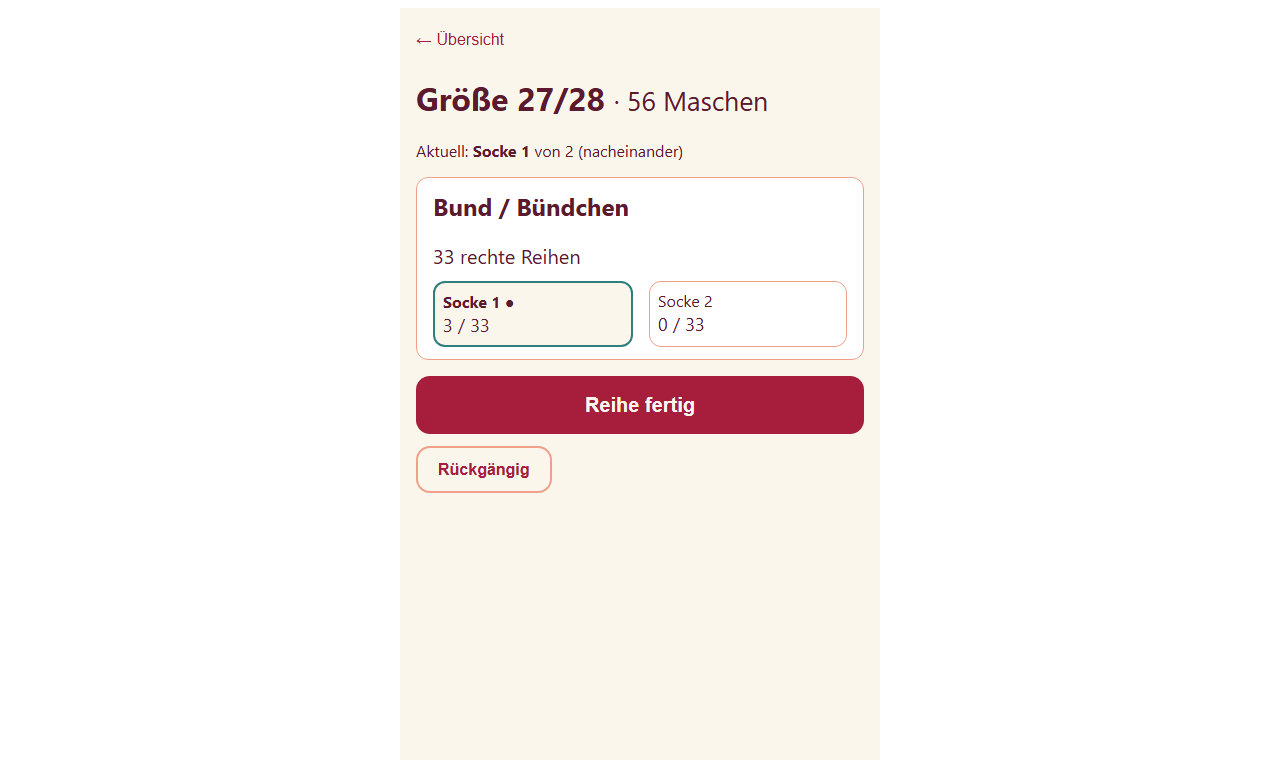 ← Übersicht
Größe 27/28 · 56 Maschen
Aktuell: Socke 1 von 2 (nacheinander)
Bund / Bündchen
33 rechte Reihen
Socke 1 ●
3 / 33
Socke 2
0 / 33
Reihe fertig
Rückgängig